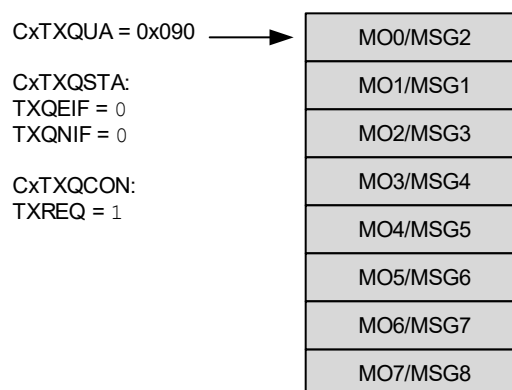 CxTXQUA = 0x090
CxTXQSTA:
TXQEIF = 0
TXQNIF = 0
CxTXQCON:
TXREQ = 1
MO0/MSG2
MO1/MSG1
MO2/MSG3
MO3/MSG4
MO4/MSG5
MO5/MSG6
MO6/MSG7
MO7/MSG8